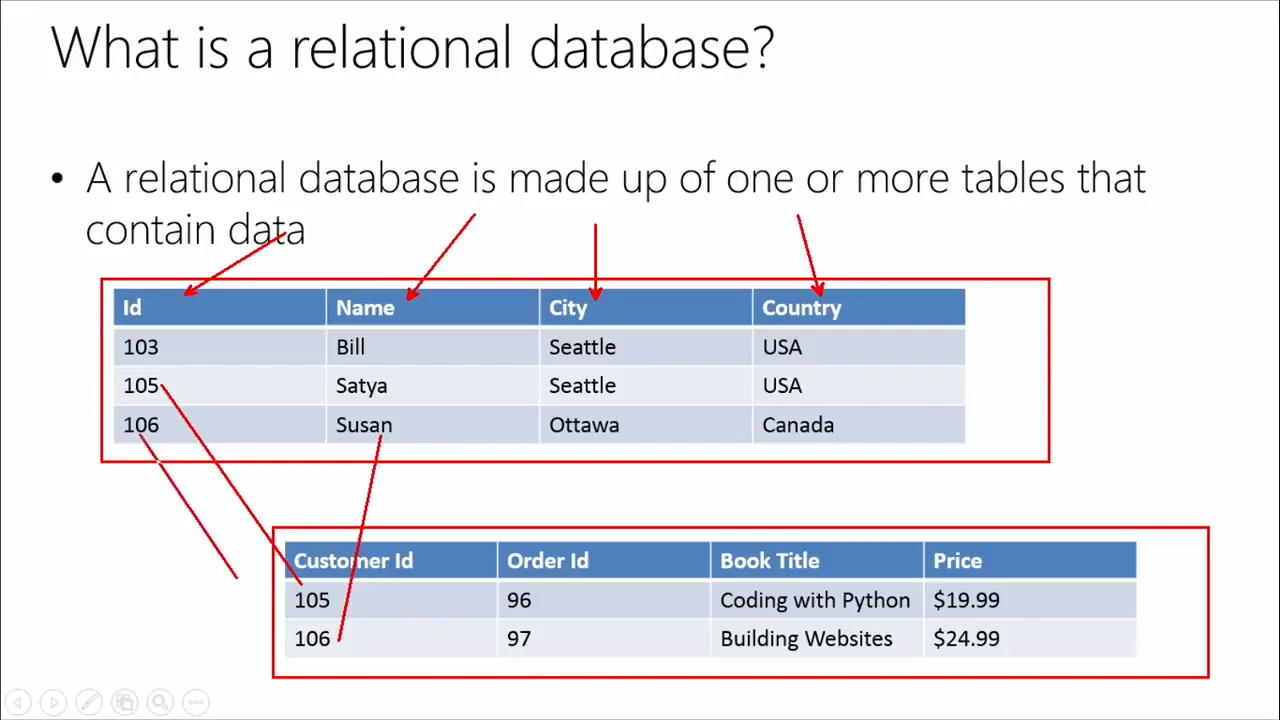 What is a relational database?
• A relational database is made up of one or more tables that
contain data
Id Name City Country
103 Bill Seattle USA
105 Satya Seattle USA
106 Susan Ottawa Canada
Customer Id Order Id Book Title Price
105 96 Coding with Python $19.99
106 97 Building Websites $24.99